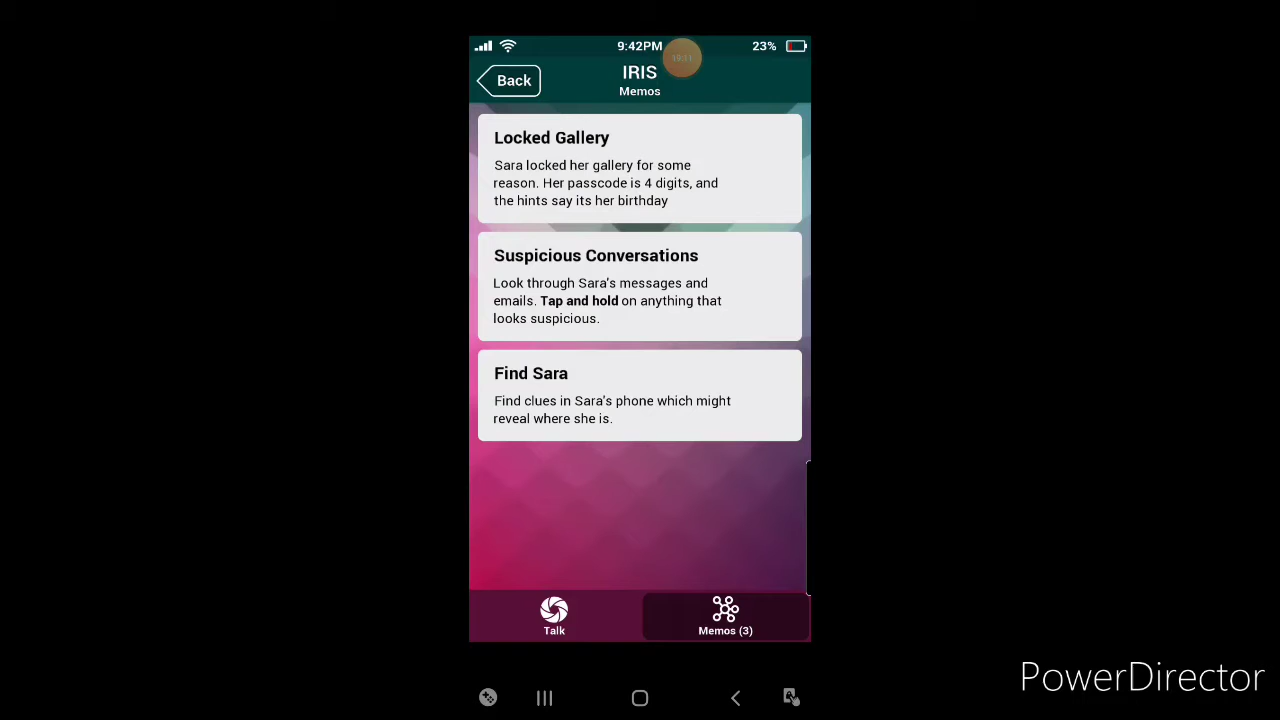 9:42PM
23%
19:31
Back
IRIS
Memos
Locked Gallery
Sara locked her gallery for some
reason. Her passcode is 4 digits, and
the hints say its her birthday
Suspicious Conversations
Look through Sara's messages and
emails. Tap and hold on anything that
looks suspicious.
Find Sara
Find clues in Sara's phone which might
reveal where she is.
Talk
Memos (3)
PowerDirector